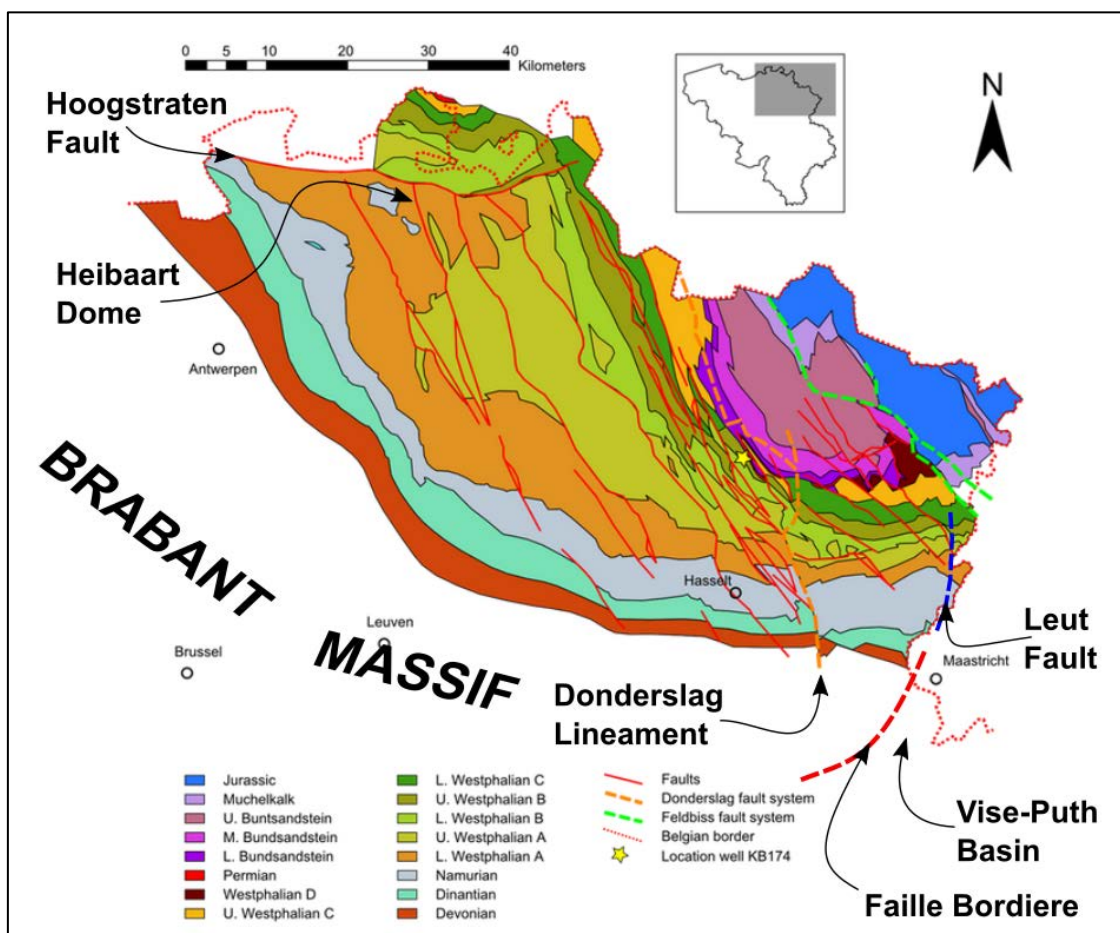 0 5 10 20 30 40
Kilometers
N
Hoogstraten
Fault
Heibaart
Dome
Antwerpen
BRABANT
MASSIF
Hasselt
Leuven
Brussel
Maastricht
Leut
Fault
Donderslag
Lineament
Vise-Puth
Basin
Faille Bordiere
Jurassic
Muchelkalk
U. Buntsandstein
M. Bundsandstein
L. Bundsandstein
Permian
Westphalian D
U. Westphalian C
L. Westphalian C
U. Westphalian B
L. Westphalian B
U. Westphalian A
L. Westphalian A
Namurian
Dinantian
Devonian
Faults
Donderslag fault system
Feldbiss fault system
Belgian border
Location well KB174